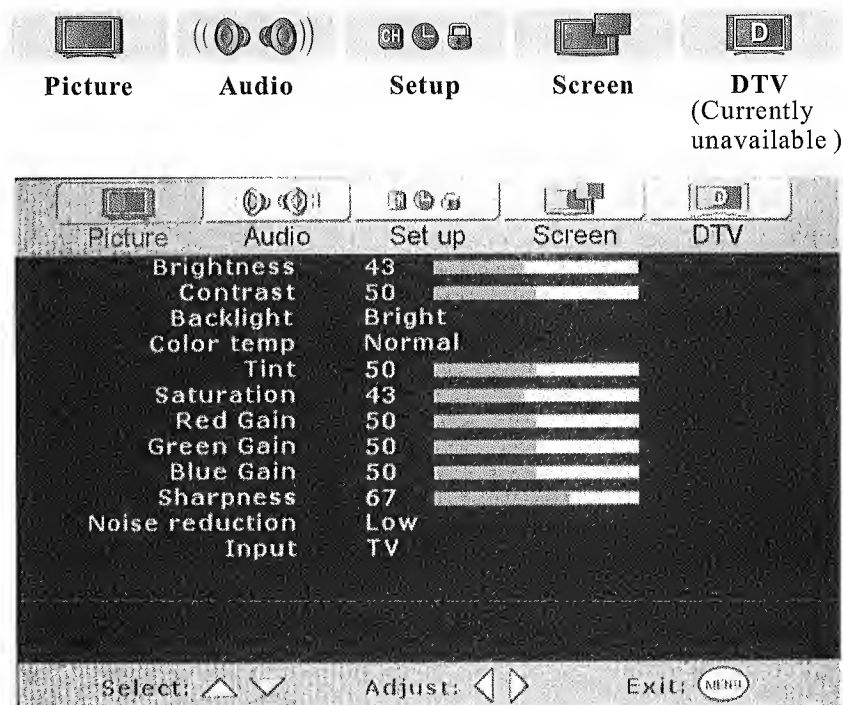 CH
D
Picture Audio Setup Screen DTV
(Currently
unavailable )
D
Picture Audio Set up Screen DTV
Brightness 43
Contrast 50
Backlight Bright
Color temp Normal
Tint 50
Saturation 43
Red Gain 50
Green Gain 50
Blue Gain 50
Sharpness 67
Noise reduction Low
Input TV
Select: Adjust: Exit: MENU